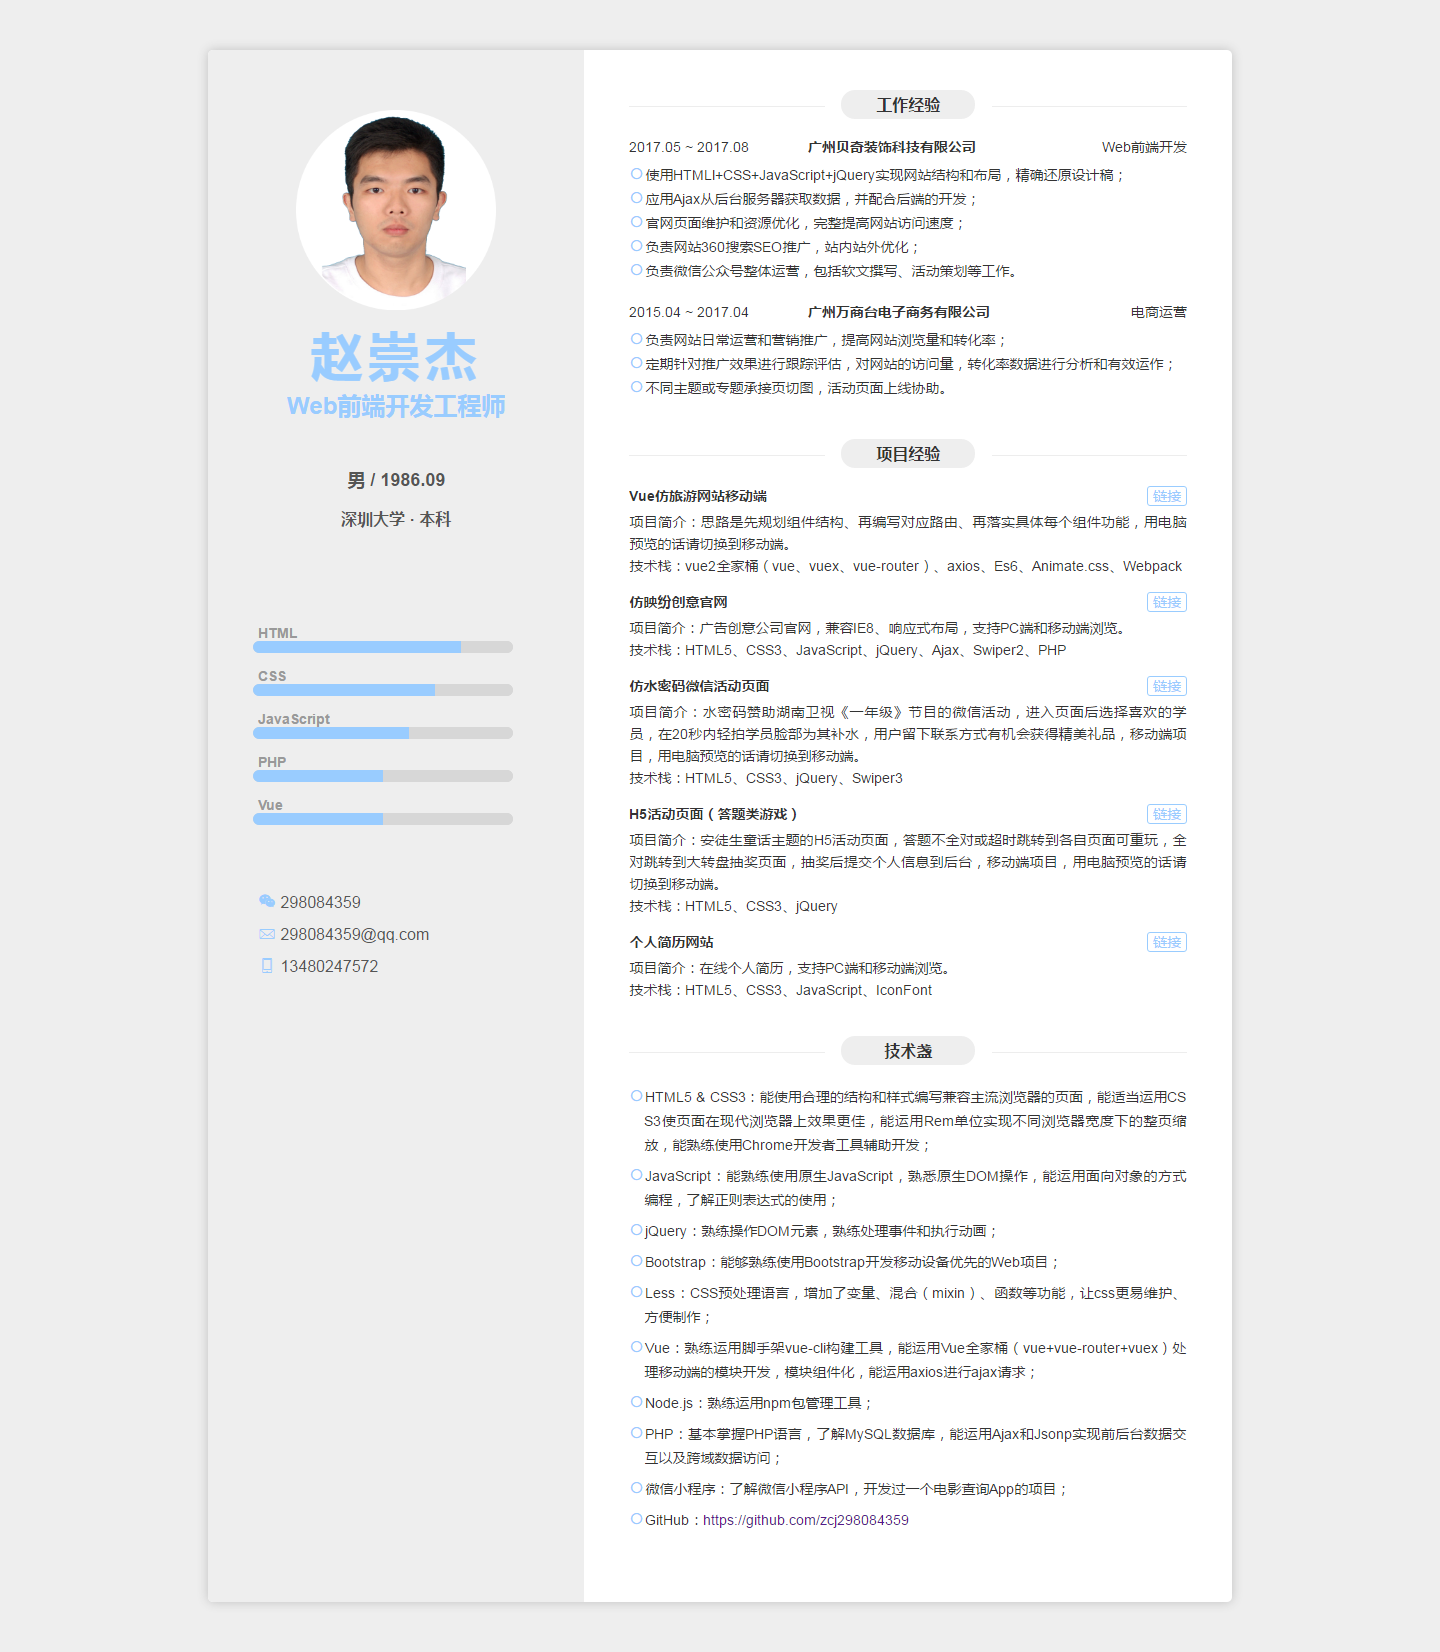 赵崇杰
Web前端开发工程师
男 / 1986.09
深圳大学 · 本科
HTML
CSS
JavaScript
PHP
Vue
298084359
298084359@qq.com
13480247572
工作经验
2017.05 ~ 2017.08 广州贝奇装饰科技有限公司 Web前端开发
使用HTMLl+CSS+JavaScript+jQuery实现网站结构和布局，精确还原设计稿；
应用Ajax从后台服务器获取数据，并配合后端的开发；
官网页面维护和资源优化，完整提高网站访问速度；
负责网站360搜索SEO推广，站内站外优化；
负责微信公众号整体运营，包括软文撰写、活动策划等工作。
2015.04 ~ 2017.04 广州万商台电子商务有限公司 电商运营
负责网站日常运营和营销推广，提高网站浏览量和转化率；
定期针对推广效果进行跟踪评估，对网站的访问量，转化率数据进行分析和有效运作；
不同主题或专题承接页切图，活动页面上线协助。
项目经验
Vue仿旅游网站移动端 链接
项目简介：思路是先规划组件结构、再编写对应路由、再落实具体每个组件功能，用电脑
预览的话请切换到移动端。
技术栈：vue2全家桶（vue、vuex、vue-router）、axios、Es6、Animate.css、Webpack
仿映纷创意官网 链接
项目简介：广告创意公司官网，兼容IE8、响应式布局，支持PC端和移动端浏览。
技术栈：HTML5、CSS3、JavaScript、jQuery、Ajax、Swiper2、PHP
仿水密码微信活动页面 链接
项目简介：水密码赞助湖南卫视《一年级》节目的微信活动，进入页面后选择喜欢的学
员，在20秒内轻拍学员脸部为其补水，用户留下联系方式有机会获得精美礼品，移动端项
目，用电脑预览的话请切换到移动端。
技术栈：HTML5、CSS3、jQuery、Swiper3
H5活动页面（答题类游戏） 链接
项目简介：安徒生童话主题的H5活动页面，答题不全对或超时跳转到各自页面可重玩，全
对跳转到大转盘抽奖页面，抽奖后提交个人信息到后台，移动端项目，用电脑预览的话请
切换到移动端。
技术栈：HTML5、CSS3、jQuery
个人简历网站 链接
项目简介：在线个人简历，支持PC端和移动端浏览。
技术栈：HTML5、CSS3、JavaScript、IconFont
技术盏
HTML5 & CSS3：能使用合理的结构和样式编写兼容主流浏览器的页面，能适当运用CS
S3使页面在现代浏览器上效果更佳，能运用Rem单位实现不同浏览器宽度下的整页缩
放，能熟练使用Chrome开发者工具辅助开发；
JavaScript：能熟练使用原生JavaScript，熟悉原生DOM操作，能运用面向对象的方式
编程，了解正则表达式的使用；
jQuery：熟练操作DOM元素，熟练处理事件和执行动画；
Bootstrap：能够熟练使用Bootstrap开发移动设备优先的Web项目；
Less：CSS预处理语言，增加了变量、混合（mixin）、函数等功能，让css更易维护、
方便制作；
Vue：熟练运用脚手架vue-cli构建工具，能运用Vue全家桶（vue+vue-router+vuex）处
理移动端的模块开发，模块组件化，能运用axios进行ajax请求；
Node.js：熟练运用npm包管理工具；
PHP：基本掌握PHP语言，了解MySQL数据库，能运用Ajax和Jsonp实现前后台数据交
互以及跨域数据访问；
微信小程序：了解微信小程序API，开发过一个电影查询App的项目；
GitHub：https://github.com/zcj298084359